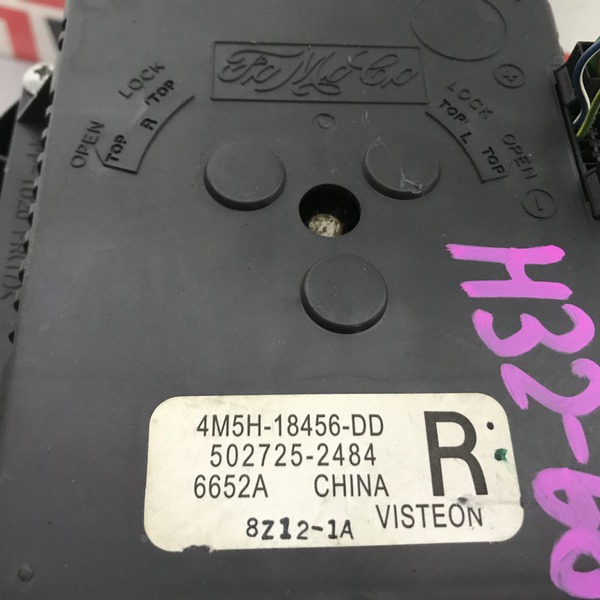 FoMoCo
LOCK
OPEN
TOP R TOP
LOCK
OPEN
TOP L TOP
+
-
H32-60
4M5H-18456-DD
502725-2484
6652A CHINA
R
8Z12-1A VISTEON